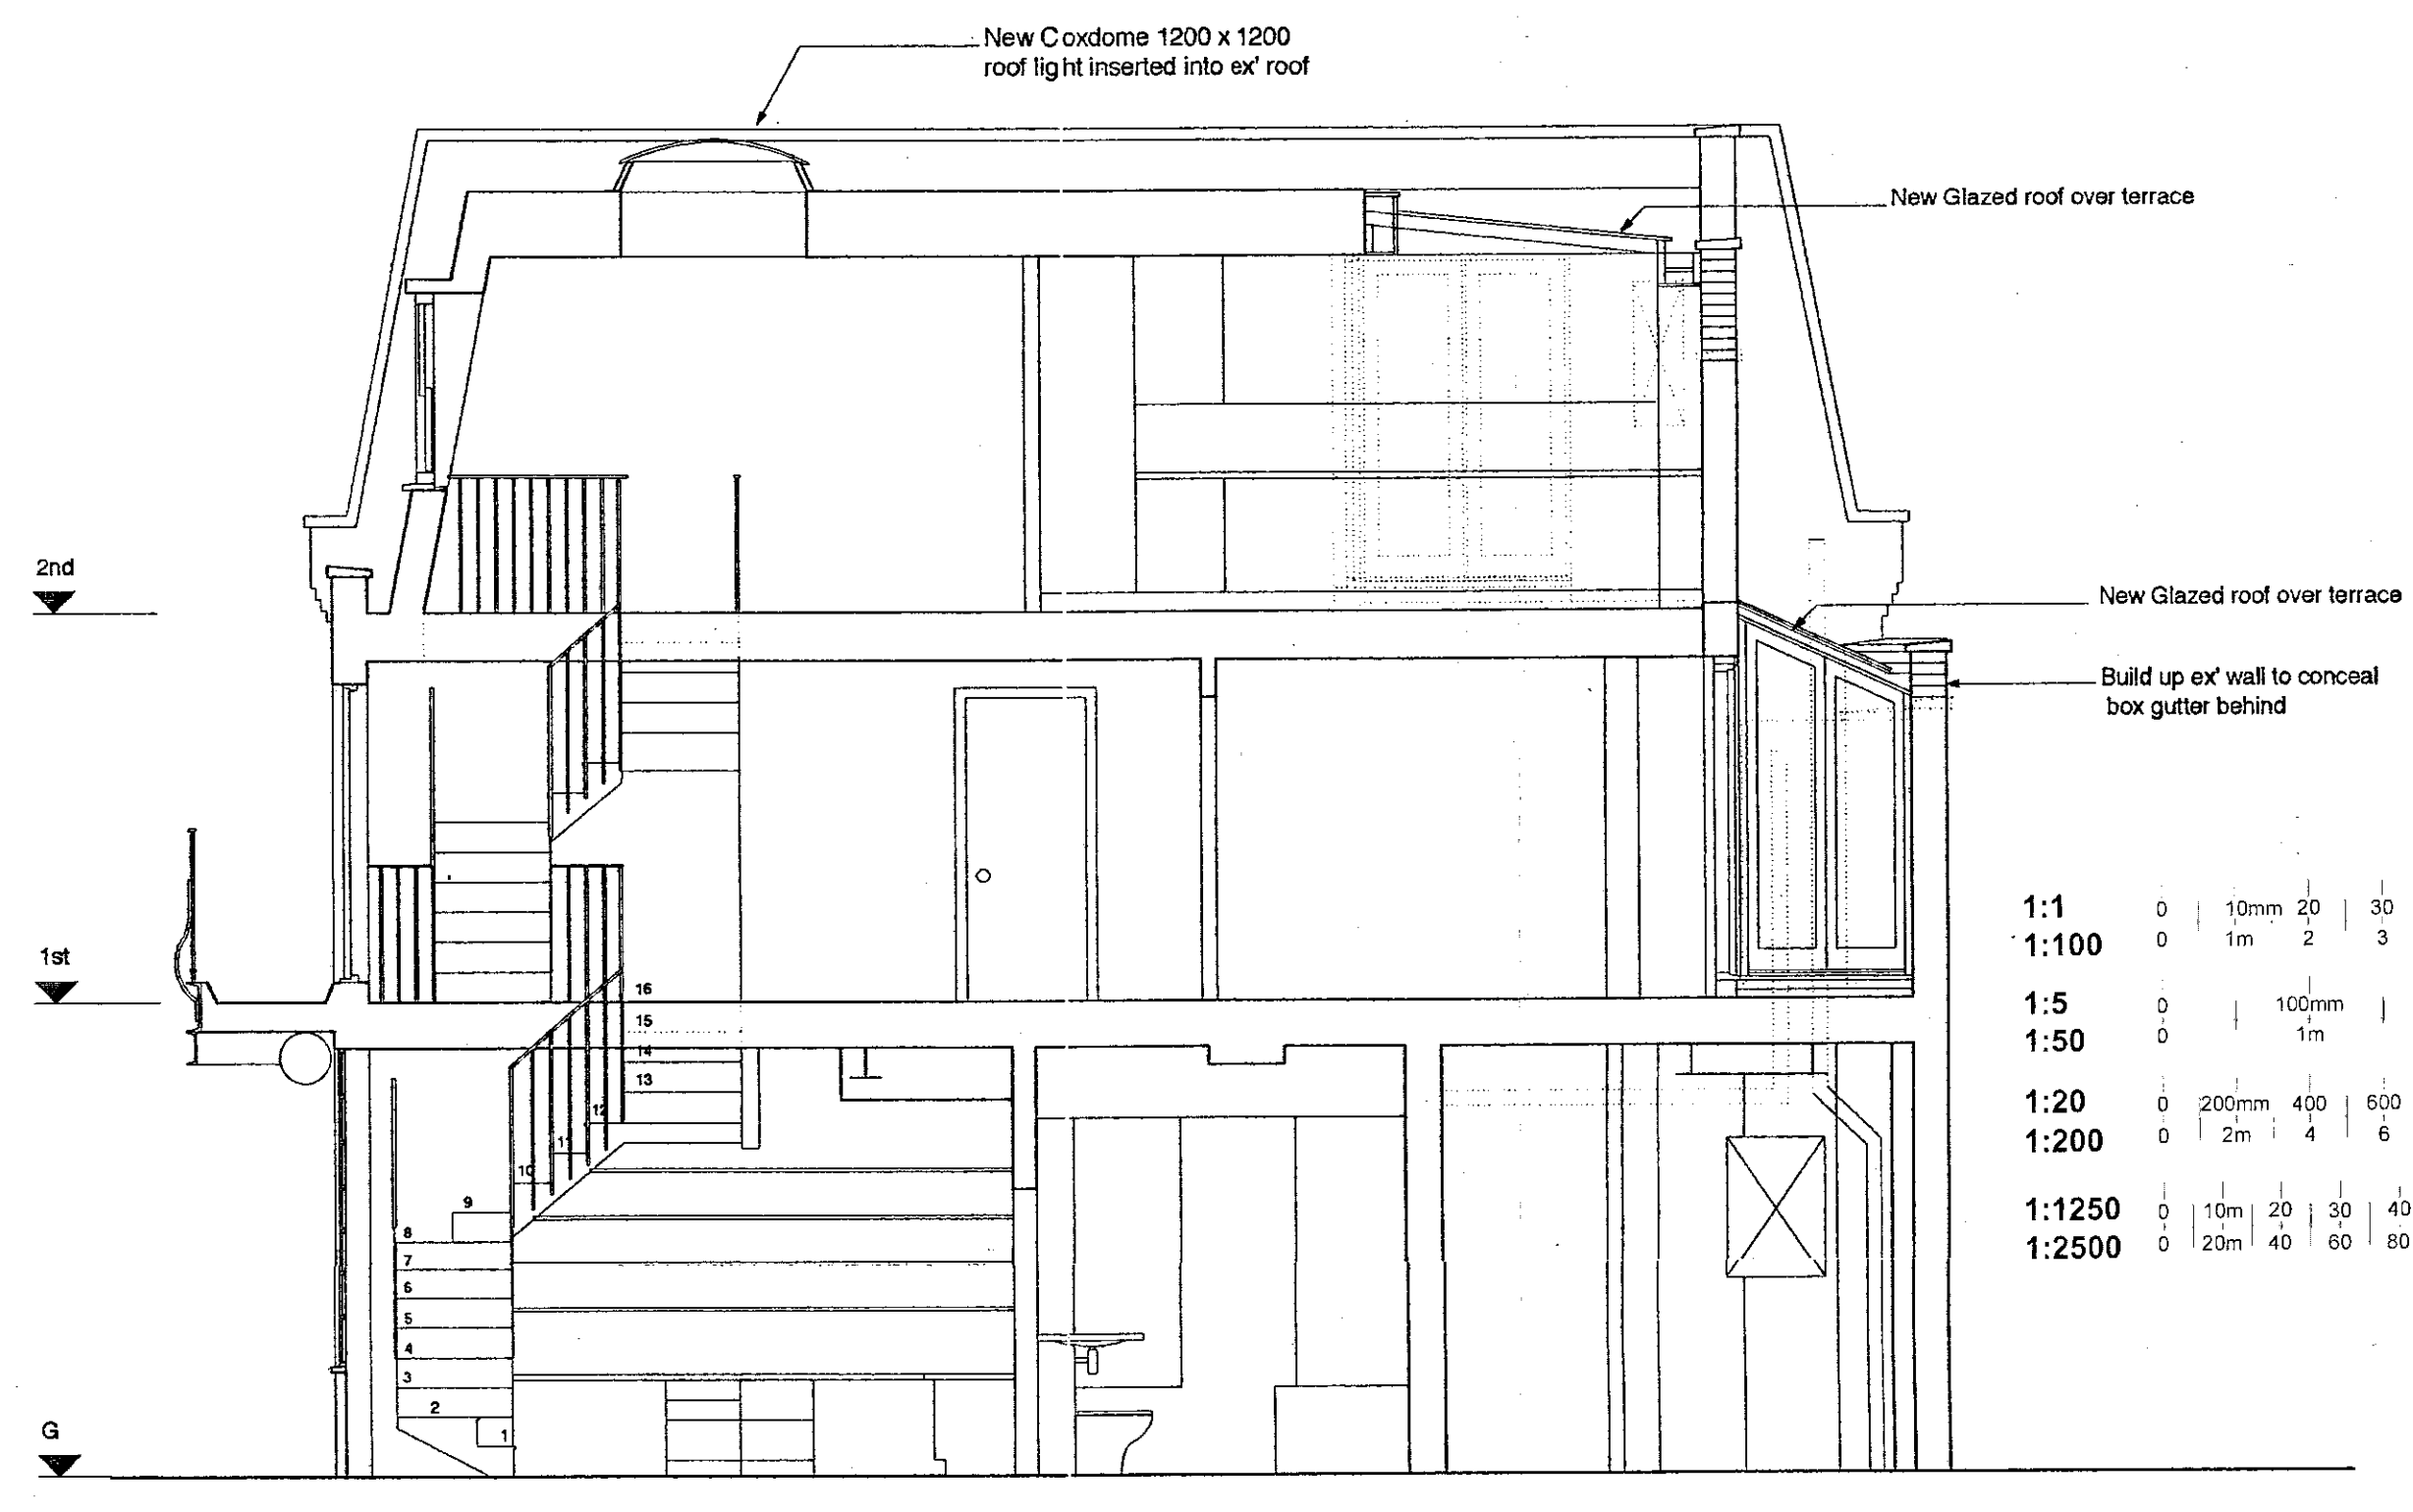 New Coxdome 1200 x 1200
roof light inserted into ex' roof
New Glazed roof over terrace
2nd
New Glazed roof over terrace
Build up ex' wall to conceal
box gutter behind
1st
16
15
14
13
12
11
10
9
8
7
6
5
4
3
2
1
G
1:1 0 10mm 20 30
1:100 0 1m 2 3
1:5 0 100mm
1:50 0 1m
1:20 0 200mm 400 600
1:200 0 2m 4 6
1:1250 0 10m 20 30 40
1:2500 0 20m 40 60 80